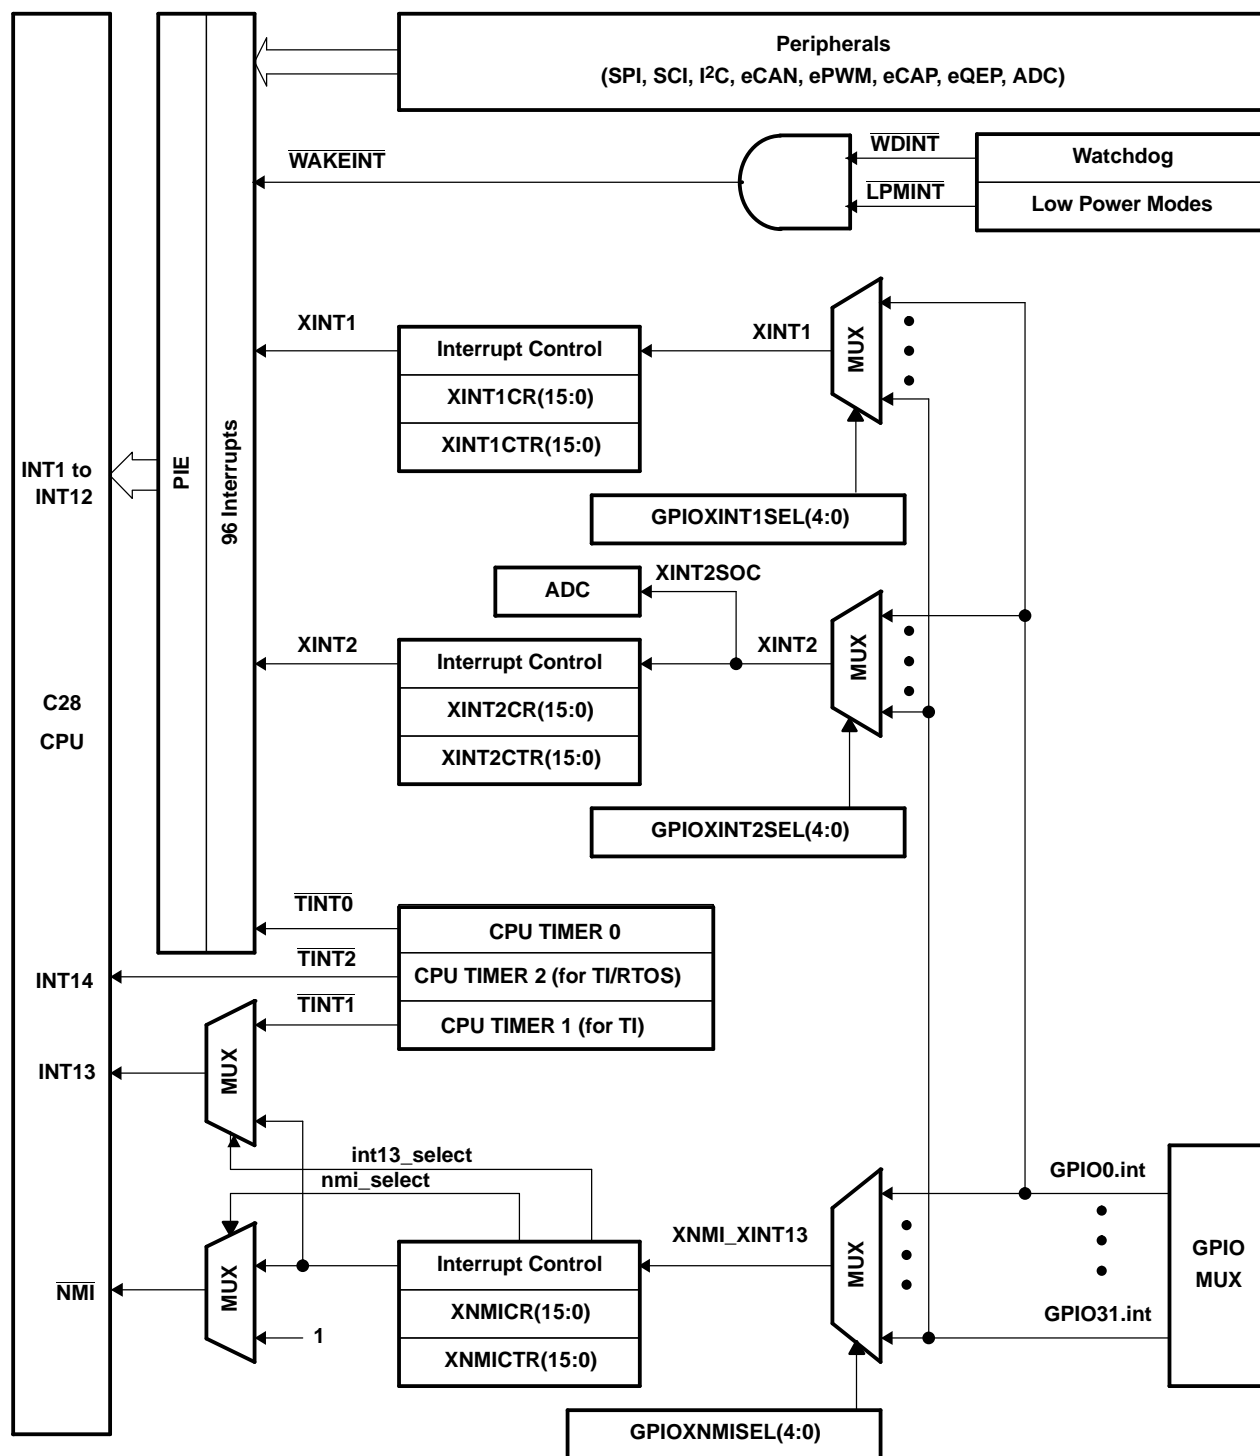 Peripherals
(SPI, SCI, I2C, eCAN, ePWM, eCAP, eQEP, ADC)
WAKEINT
WDINT
Watchdog
LPMINT
Low Power Modes
XINT1
Interrupt Control
XINT1CR(15:0)
XINT1CTR(15:0)
XINT1
MUX
INT1 to
INT12
PIE
96 Interrupts
GPIOXINT1SEL(4:0)
ADC
XINT2SOC
XINT2
Interrupt Control
XINT2CR(15:0)
XINT2CTR(15:0)
XINT2
MUX
C28
CPU
GPIOXINT2SEL(4:0)
TINT0
CPU TIMER 0
INT14
TINT2
CPU TIMER 2 (for TI/RTOS)
TINT1
CPU TIMER 1 (for TI)
INT13
MUX
int13_select
nmi_select
GPIO0.int
XNMI_XINT13
MUX
GPIO
MUX
NMI
MUX
1
Interrupt Control
XNMICR(15:0)
XNMICTR(15:0)
GPIO31.int
GPIOXNMISEL(4:0)